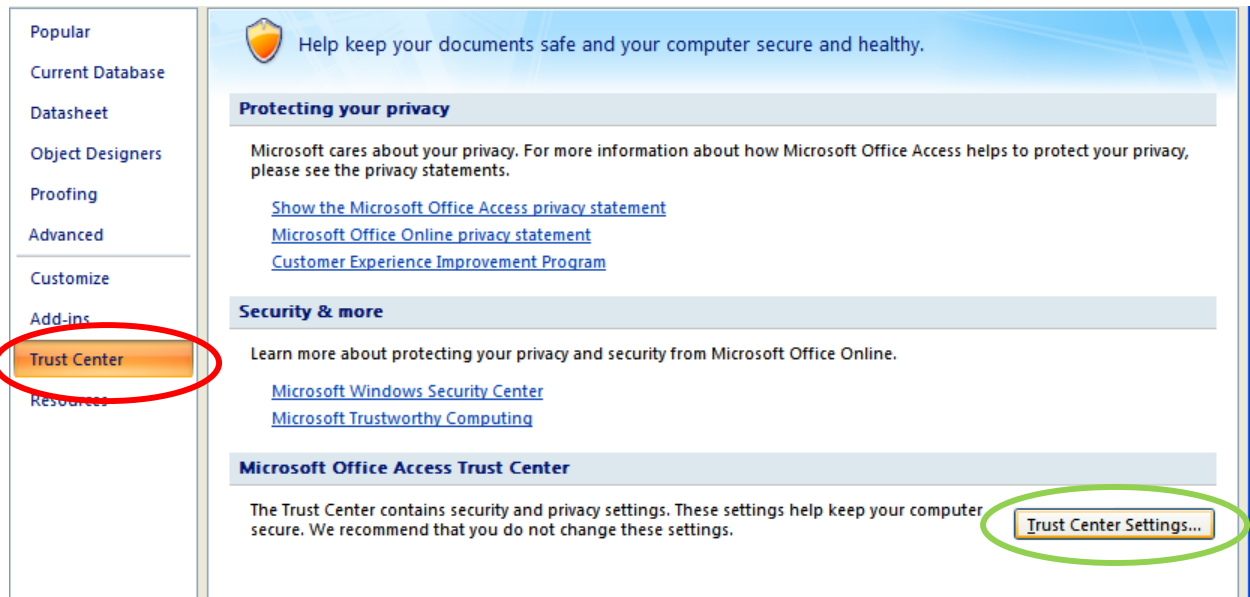 Popular
Current Database
Datasheet
Object Designers
Proofing
Advanced
Customize
Add-ins
Trust Center
Resources
Help keep your documents safe and your computer secure and healthy.
Protecting your privacy
Microsoft cares about your privacy. For more information about how Microsoft Office Access helps to protect your privacy,
please see the privacy statements.
Show the Microsoft Office Access privacy statement
Microsoft Office Online privacy statement
Customer Experience Improvement Program
Security & more
Learn more about protecting your privacy and security from Microsoft Office Online.
Microsoft Windows Security Center
Microsoft Trustworthy Computing
Microsoft Office Access Trust Center
The Trust Center contains security and privacy settings. These settings help keep your computer
secure. We recommend that you do not change these settings.
Trust Center Settings...